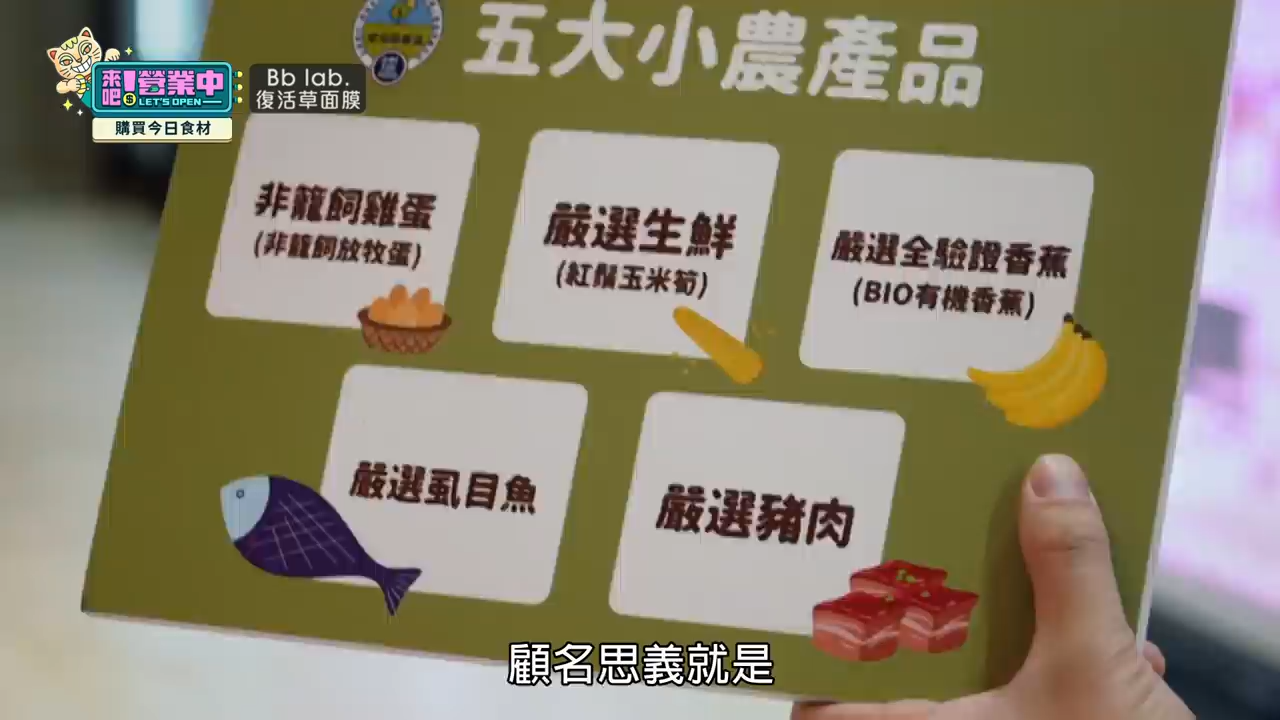 五大小農產品
來吧!營業中
LET'S OPEN
購買今日食材
Bb lab.
復活草面膜
非籠飼雞蛋
(非籠飼放牧蛋)
嚴選生鮮
(紅鬚玉米筍)
嚴選全驗證香蕉
(BIO有機香蕉)
嚴選虱目魚
嚴選豬肉
顧名思義就是